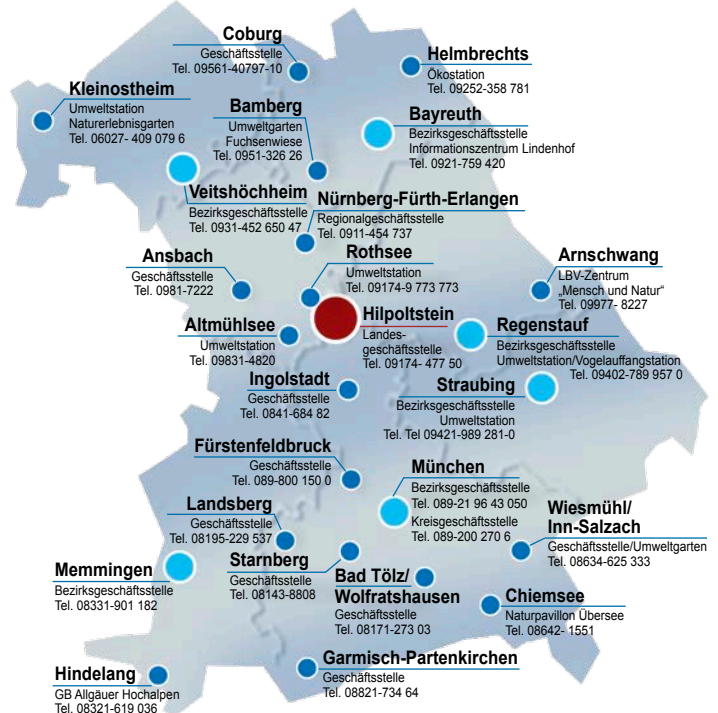 Coburg
Geschäftsstelle
Tel. 09561-40797-10
Helmbrechts
Ökostation
Tel. 09252-358 781
Kleinostheim
Umweltstation
Naturerlebnisgarten
Tel. 06027- 409 079 6
Bamberg
Umweltgarten
Fuchsenwiese
Tel. 0951-326 26
Bayreuth
Bezirksgeschäftsstelle
Informationszentrum Lindenhof
Tel. 0921-759 420
Veitshöchheim
Bezirksgeschäftsstelle
Tel. 0931-452 650 47
Nürnberg-Fürth-Erlangen
Regionalgeschäftsstelle
Tel. 0911-454 737
Ansbach
Geschäftsstelle
Tel. 0981-7222
Rothsee
Umweltstation
Tel. 09174-9 773 773
Arnschwang
LBV-Zentrum
„Mensch und Natur“
Tel. 09977- 8227
Hilpoltstein
Landes-
geschäftsstelle
Tel. 09174- 477 50
Altmühlsee
Umweltstation
Tel. 09831-4820
Regenstauf
Bezirksgeschäftsstelle
Umweltstation/Vogelauffangstation
Tel. 09402-789 957 0
Ingolstadt
Geschäftsstelle
Tel. 0841-684 82
Straubing
Bezirksgeschäftsstelle
Umweltstation
Tel. Tel 09421-989 281-0
Fürstenfeldbruck
Geschäftsstelle
Tel. 089-800 150 0
München
Bezirksgeschäftsstelle
Tel. 089-21 96 43 050
Kreisgeschäftsstelle
Tel. 089-200 270 6
Landsberg
Geschäftsstelle
Tel. 08195-229 537
Wiesmühl/
Inn-Salzach
Geschäftsstelle/Umweltgarten
Tel. 08634-625 333
Starnberg
Geschäftsstelle
Tel. 08143-8808
Memmingen
Bezirksgeschäftsstelle
Tel. 08331-901 182
Bad Tölz/
Wolfratshausen
Geschäftsstelle
Tel. 08171-273 03
Chiemsee
Naturpavillon Übersee
Tel. 08642- 1551
Hindelang
GB Allgäuer Hochalpen
Tel. 08321-619 036
Garmisch-Partenkirchen
Geschäftsstelle
Tel. 08821-734 64